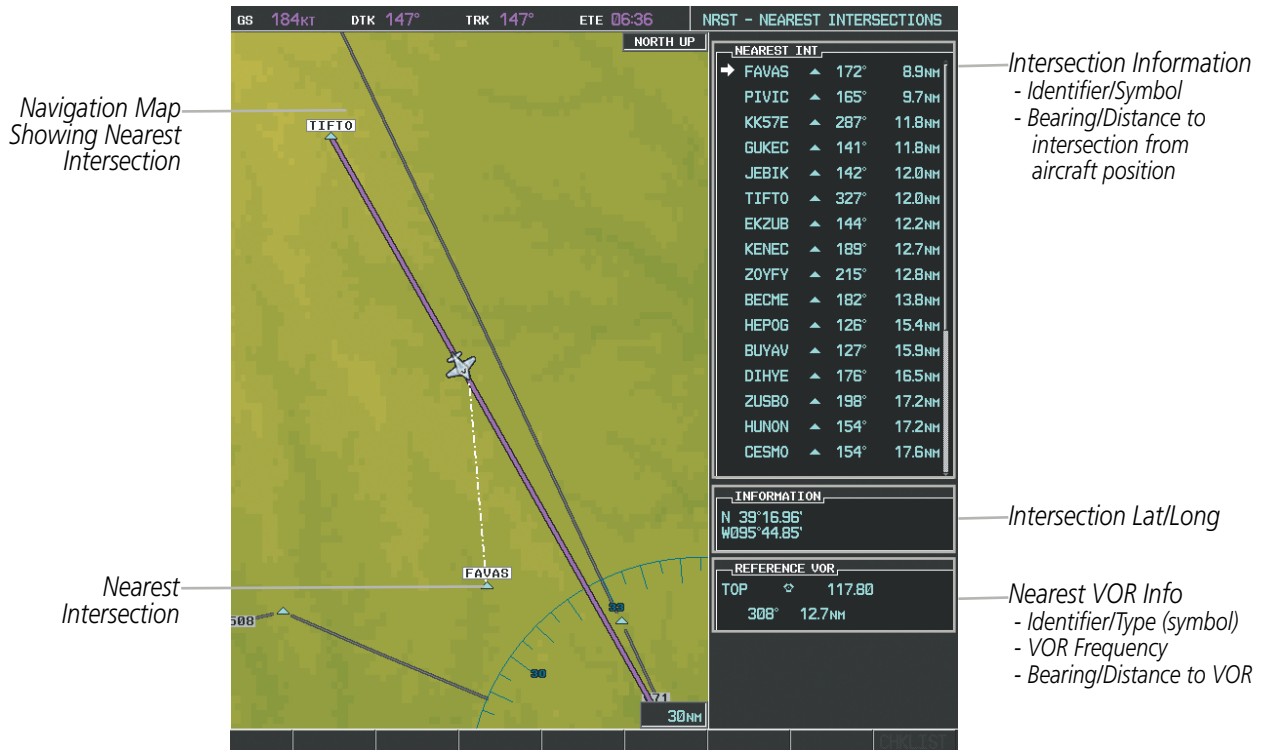 GS 184KT DTK 147° TRK 147° ETE 06:36 NRST - NEAREST INTERSECTIONS
NORTH UP
Navigation Map
Showing Nearest
Intersection
TIFTO
FAVAS
Nearest
Intersection
508
33
30
71
30NM
NEAREST INT
FAVAS 172° 8.9NM
PIVIC 165° 9.7NM
KK57E 287° 11.8NM
GUKEC 141° 11.8NM
JEBIK 142° 12.0NM
TIFTO 327° 12.0NM
EKZUB 144° 12.2NM
KENEC 189° 12.7NM
ZOYFY 215° 12.8NM
BECME 182° 13.8NM
HEPOG 126° 15.4NM
BUYAV 127° 15.9NM
DIHYE 176° 16.5NM
ZUSBO 198° 17.2NM
HUNON 154° 17.2NM
CESMO 154° 17.6NM
INFORMATION
N 39°16.96'
W095°44.85'
REFERENCE VOR
TOP 117.80
308° 12.7NM
CHKLIST
Intersection Information
- Identifier/Symbol
- Bearing/Distance to
intersection from
aircraft position
Intersection Lat/Long
Nearest VOR Info
- Identifier/Type (symbol)
- VOR Frequency
- Bearing/Distance to VOR